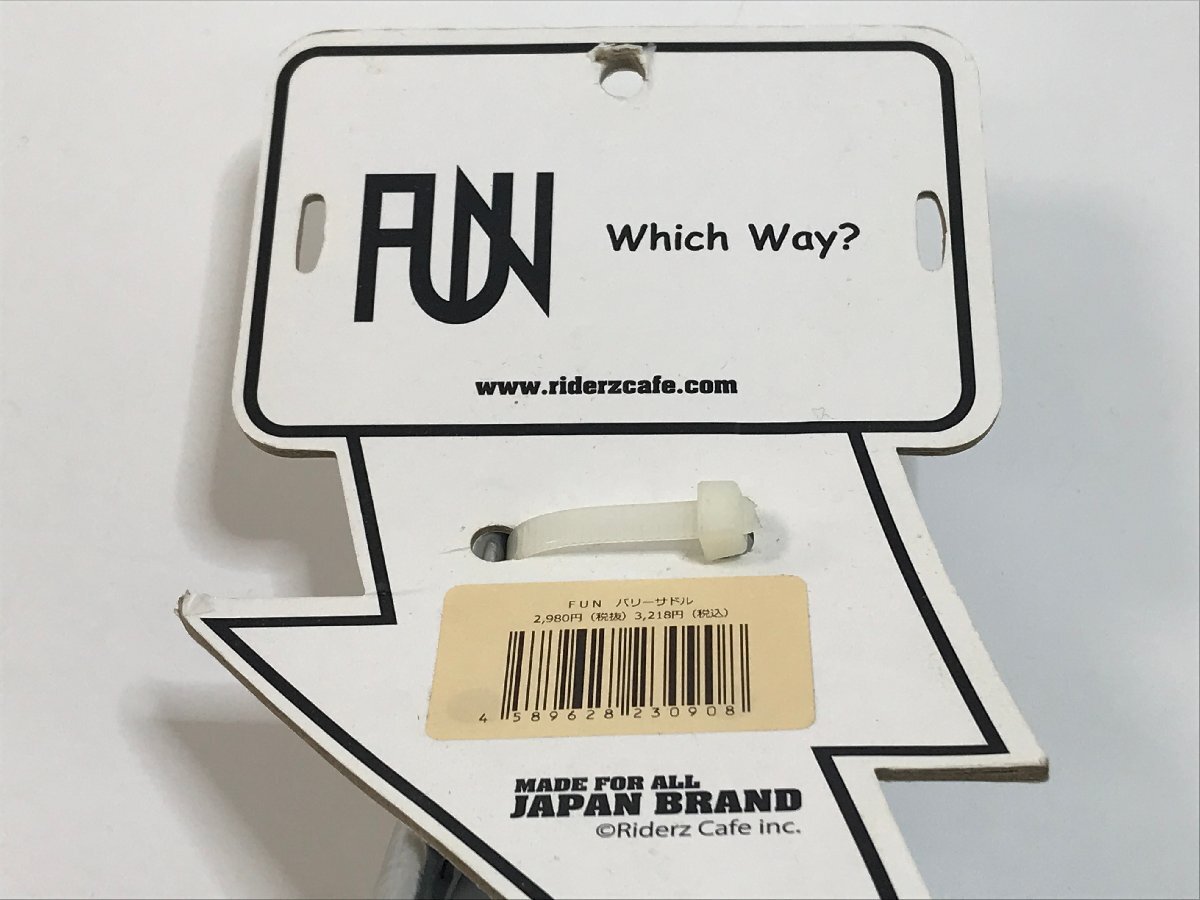 FUN
Which Way?
www.riderzcafe.com
FUN バリーサドル
2,980円（税抜）3,218円（税込）
4 589628 230908
MADE FOR ALL
JAPAN BRAND
©Riderz Cafe inc.